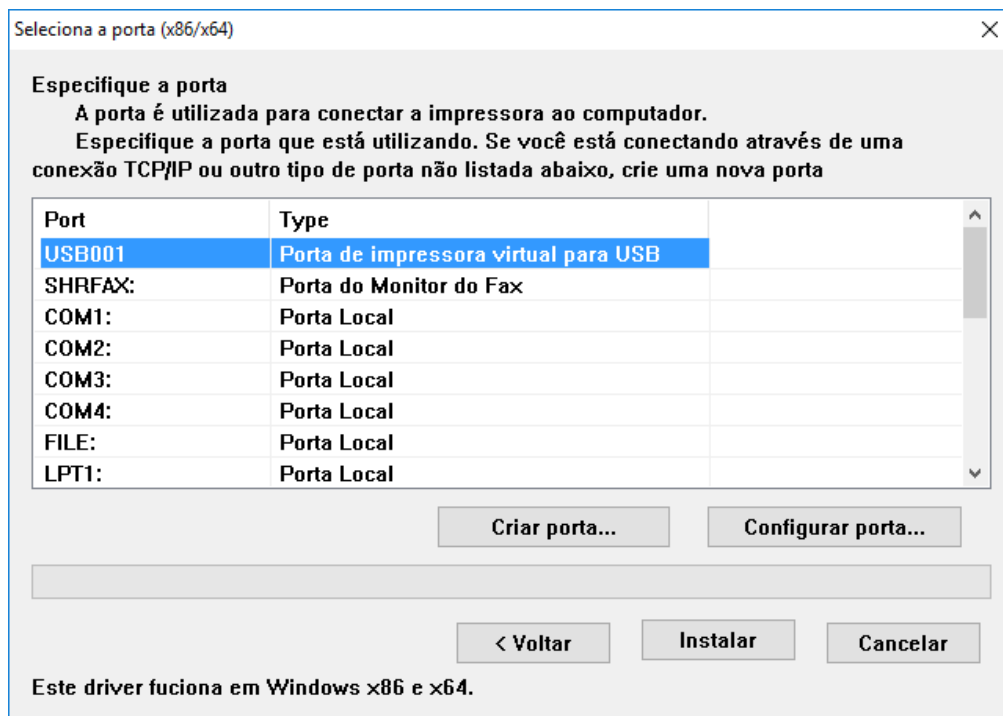 Seleciona a porta (x86/x64)
Especifique a porta
A porta é utilizada para conectar a impressora ao computador.
Especifique a porta que está utilizando. Se você está conectando através de uma
conexão TCP/IP ou outro tipo de porta não listada abaixo, crie uma nova porta
Port Type
USB001 Porta de impressora virtual para USB
SHRFAX: Porta do Monitor do Fax
COM1: Porta Local
COM2: Porta Local
COM3: Porta Local
COM4: Porta Local
FILE: Porta Local
LPT1: Porta Local
Criar porta... Configurar porta...
< Voltar Instalar Cancelar
Este driver fuciona em Windows x86 e x64.